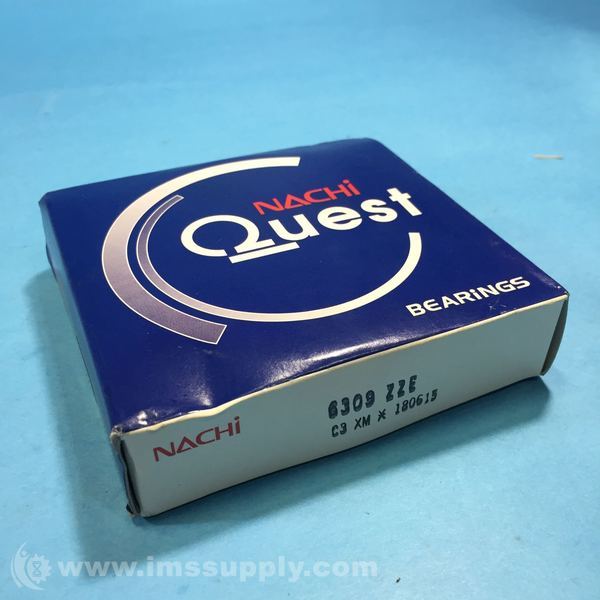 NACHi
Quest
BEARiNGS
NACHi
6309 ZZE
C3 XM * 180615
www.imssupply.com